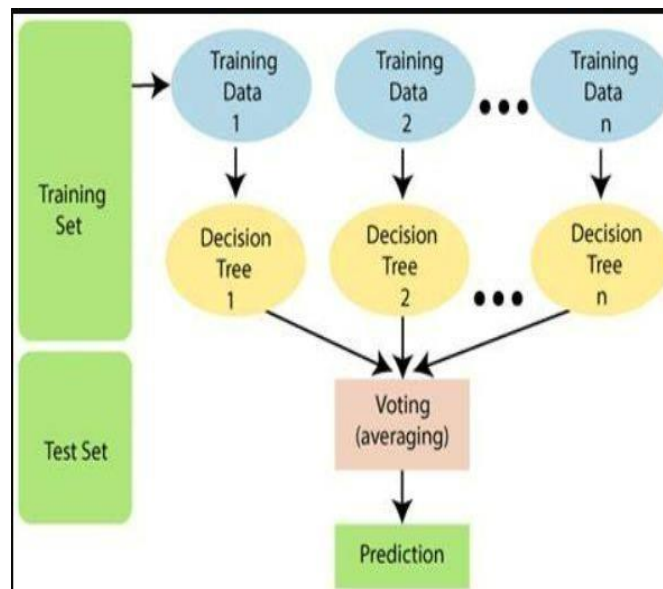 Training
Set
Training
Data
1
Training
Data
2
Training
Data
n
Decision
Tree
1
Decision
Tree
2
Decision
Tree
n
Test Set
Voting
(averaging)
Prediction